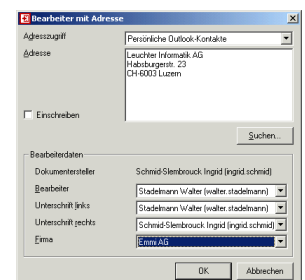 Bearbeiter mit Adresse
Adresszugriff
Persönliche Outlook-Kontakte
Adresse
Leuchter Informatik AG
Habsburgerstr. 23
CH-6003 Luzern
Einschreiben
Suchen...
Bearbeiterdaten
Dokumentersteller Schmid-Slembrouck Ingrid (ingrid.schmid)
Bearbeiter Stadelmann Walter (walter.stadelmann)
Unterschrift links Stadelmann Walter (walter.stadelmann)
Unterschrift rechts Schmid-Slembrouck Ingrid (ingrid.schmid)
Firma Emmi AG
OK Abbrechen